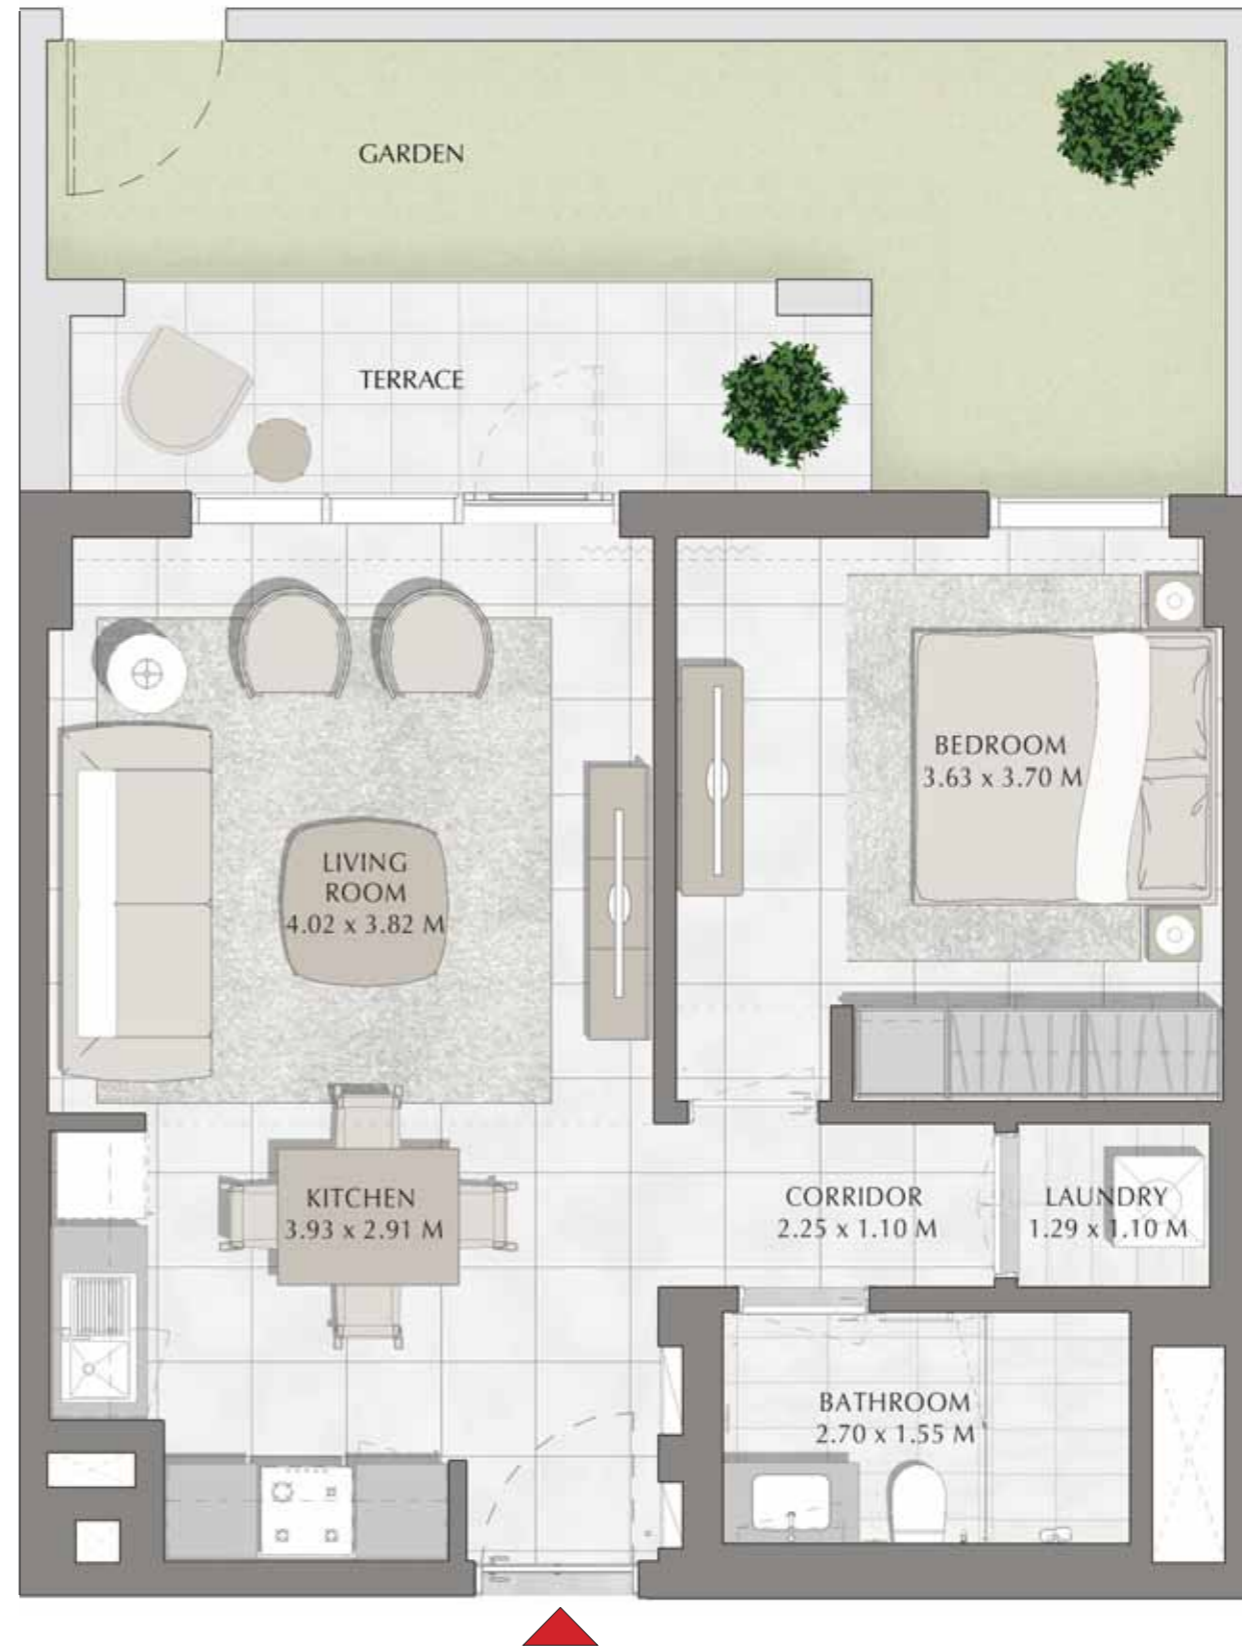 GARDEN
TERRACE
BEDROOM
3.63 x 3.70 M
LIVING
ROOM
4.02 x 3.82 M
KITCHEN
3.93 x 2.91 M
CORRIDOR
2.25 x 1.10 M
LAUNDRY
1.29 x 1.10 M
BATHROOM
2.70 x 1.55 M